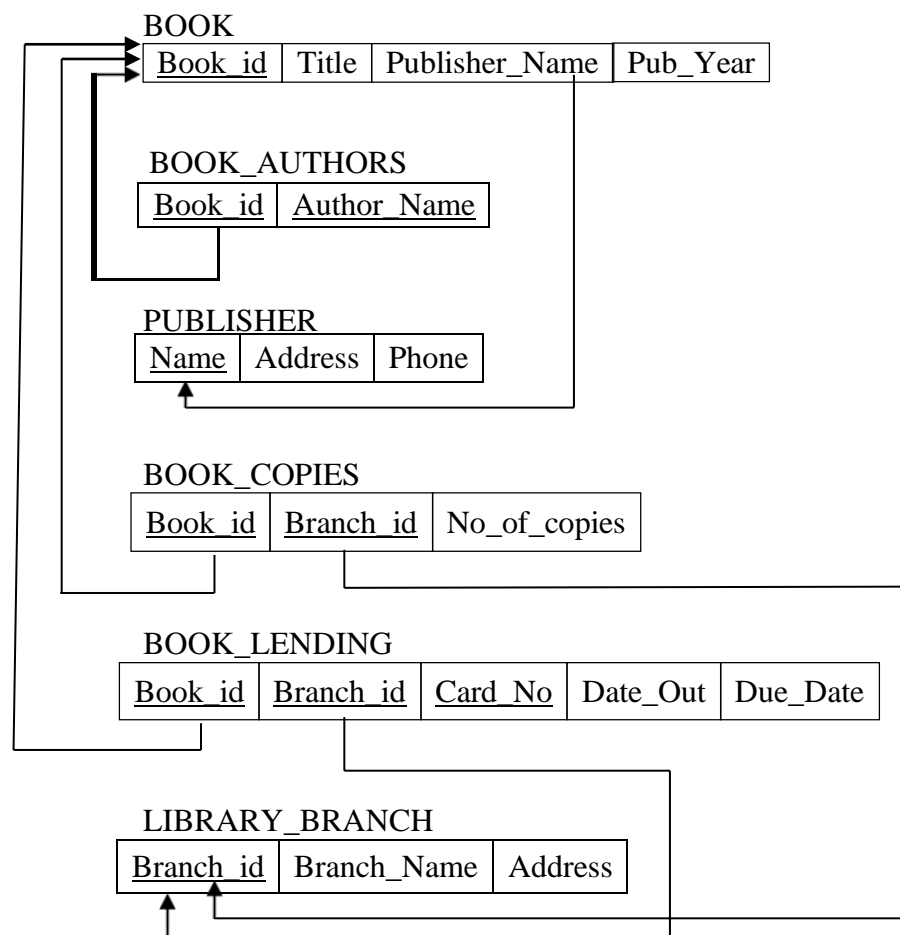 BOOK
Book_id Title Publisher_Name Pub_Year
BOOK_AUTHORS
Book_id Author_Name
PUBLISHER
Name Address Phone
BOOK_COPIES
Book_id Branch_id No_of_copies
BOOK_LENDING
Book_id Branch_id Card_No Date_Out Due_Date
LIBRARY_BRANCH
Branch_id Branch_Name Address